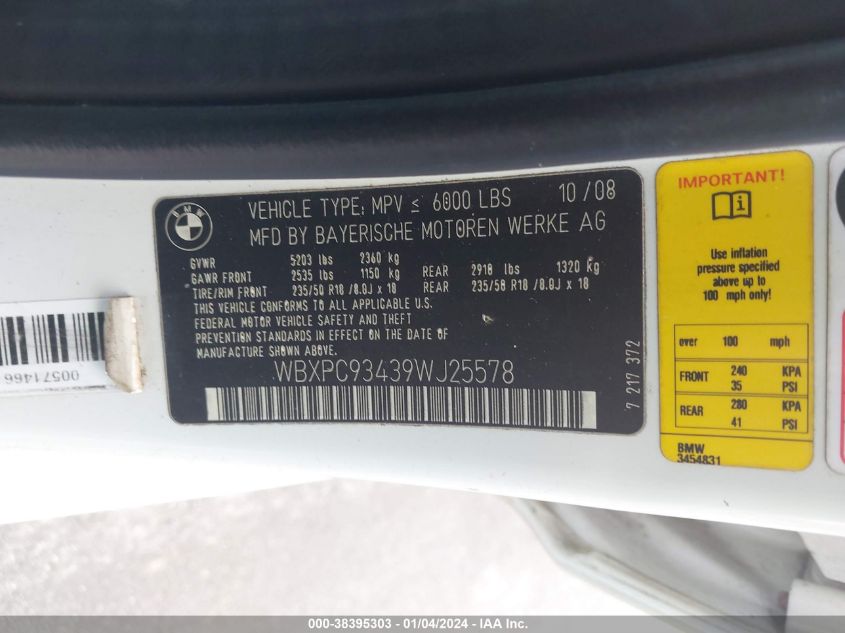 BMW
VEHICLE TYPE: MPV ≤ 6000 LBS 10/08
MFD BY BAYERISCHE MOTOREN WERKE AG
GVWR 5203 lbs 2360 kg
GAWR FRONT 2535 lbs 1150 kg REAR 2910 lbs 1320 kg
TIRE/RIM FRONT 235/50 R18 /8.0J x 18 REAR 235/50 R18 /8.0J x 18
THIS VEHICLE CONFORMS TO ALL APPLICABLE U.S.
FEDERAL MOTOR VEHICLE SAFETY AND THEFT
PREVENTION STANDARDS IN EFFECT ON THE DATE OF
MANUFACTURE SHOWN ABOVE
WBXPC93439WJ25578
7 217 372
00571466
IMPORTANT!
i
Use inflation
pressure specified
above up to
100 mph only!
over 100 mph
FRONT 240 KPA
35 PSI
REAR 280 KPA
41 PSI
BMW
3454831
000-38395303 - 01/04/2024 - IAA Inc.